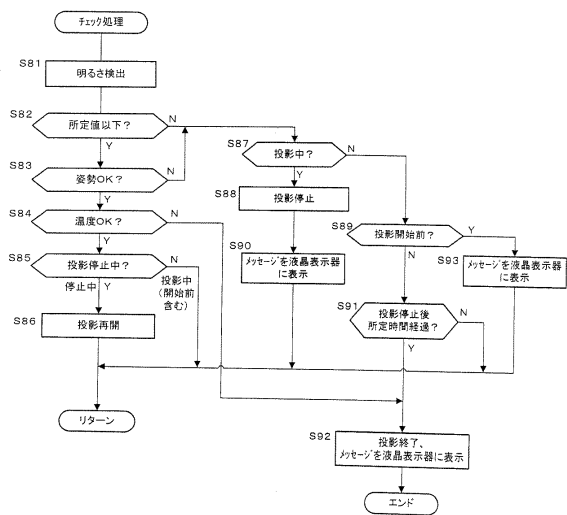 チェック処理
S81
明るさ検出
S82
所定値以下?
N
Y
S83
姿勢OK?
N
Y
S84
温度OK?
N
Y
S85
投影停止中?
N
停止中 Y
投影中
(開始前
含む)
S86
投影再開
リターン
S87
投影中?
N
Y
S88
投影停止
S90
メッセージを液晶表示器
に表示
S89
投影開始前?
Y
N
S93
メッセージを液晶表示器
に表示
S91
投影停止後
所定時間経過?
N
Y
S92
投影終了、
メッセージを液晶表示器に表示
エンド